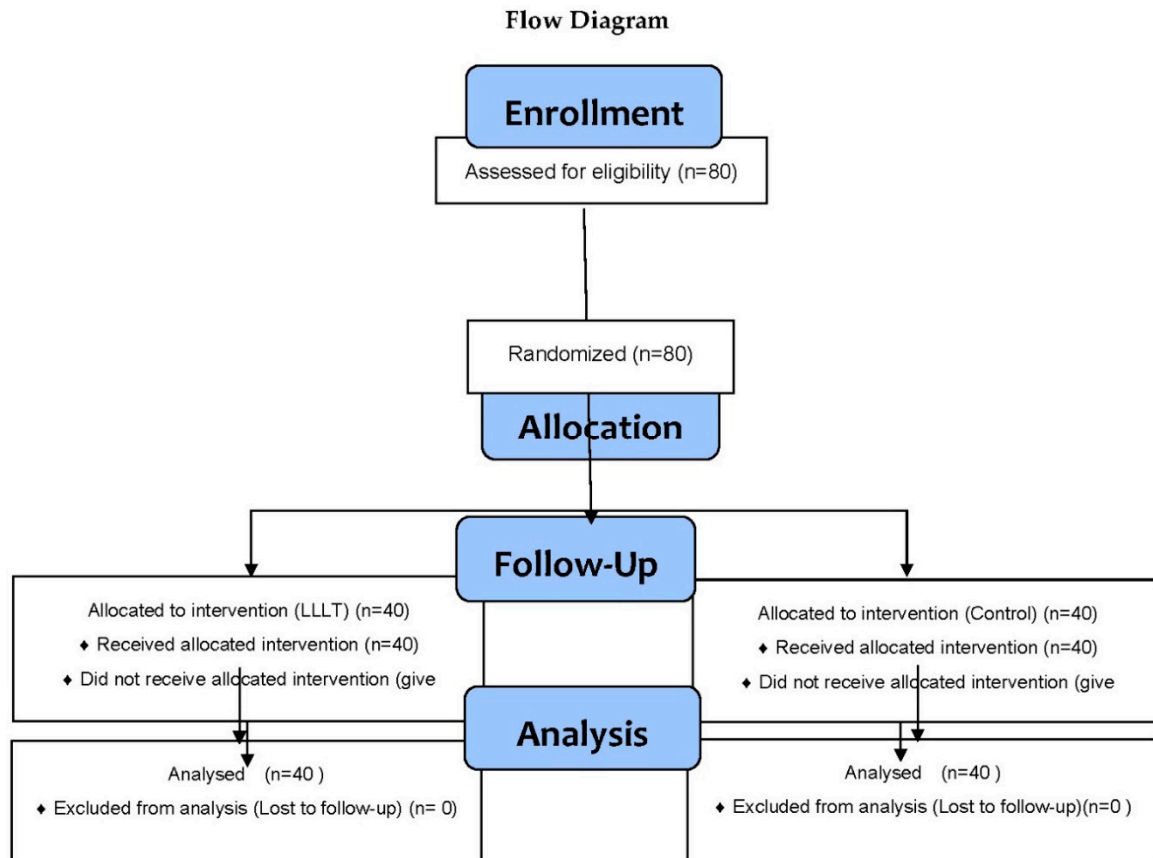 Flow Diagram
Enrollment
Assessed for eligibility (n=80)
Randomized (n=80)
Allocation
Follow-Up
Allocated to intervention (LLLT) (n=40)
♦ Received allocated intervention (n=40)
♦ Did not receive allocated intervention (give
Allocated to intervention (Control) (n=40)
♦ Received allocated intervention (n=40)
♦ Did not receive allocated intervention (give
Analysis
Analysed (n=40 )
♦ Excluded from analysis (Lost to follow-up) (n= 0)
Analysed (n=40 )
♦ Excluded from analysis (Lost to follow-up)(n=0 )